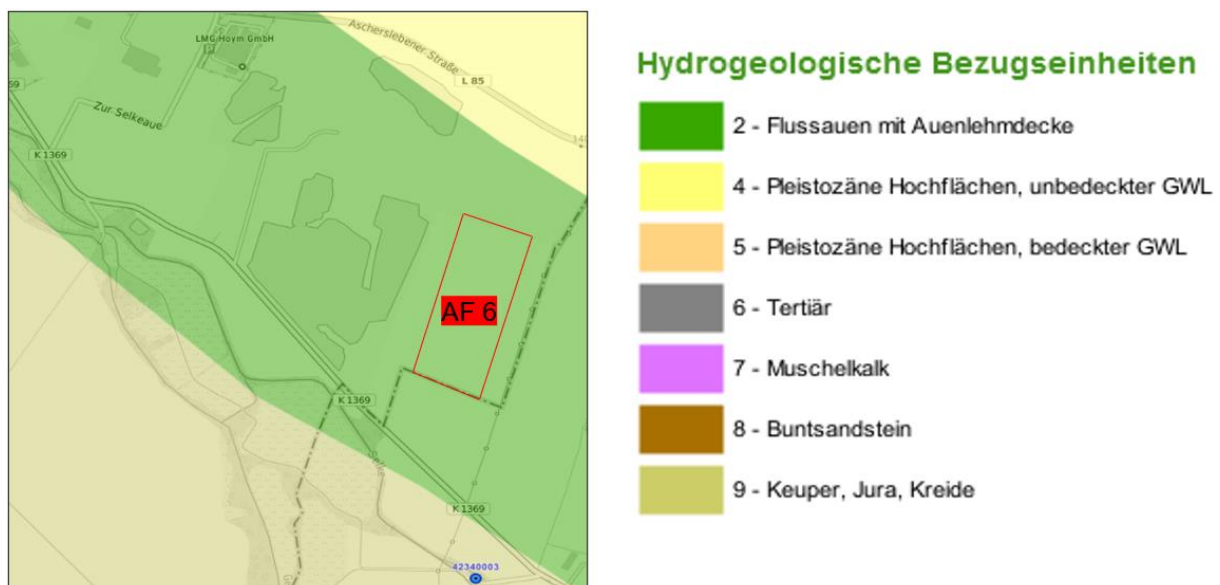 LMG Hoym GmbH
Ascherslebener Straße
L 85
Zur Selkeaue
K 1369
AF 6
K 1369
Selke
K 1369
42340003
Hydrogeologische Bezugseinheiten
2 - Flussauen mit Auenlehmdecke
4 - Pleistozäne Hochflächen, unbedeckter GWL
5 - Pleistozäne Hochflächen, bedeckter GWL
6 - Tertiär
7 - Muschelkalk
8 - Buntsandstein
9 - Keuper, Jura, Kreide